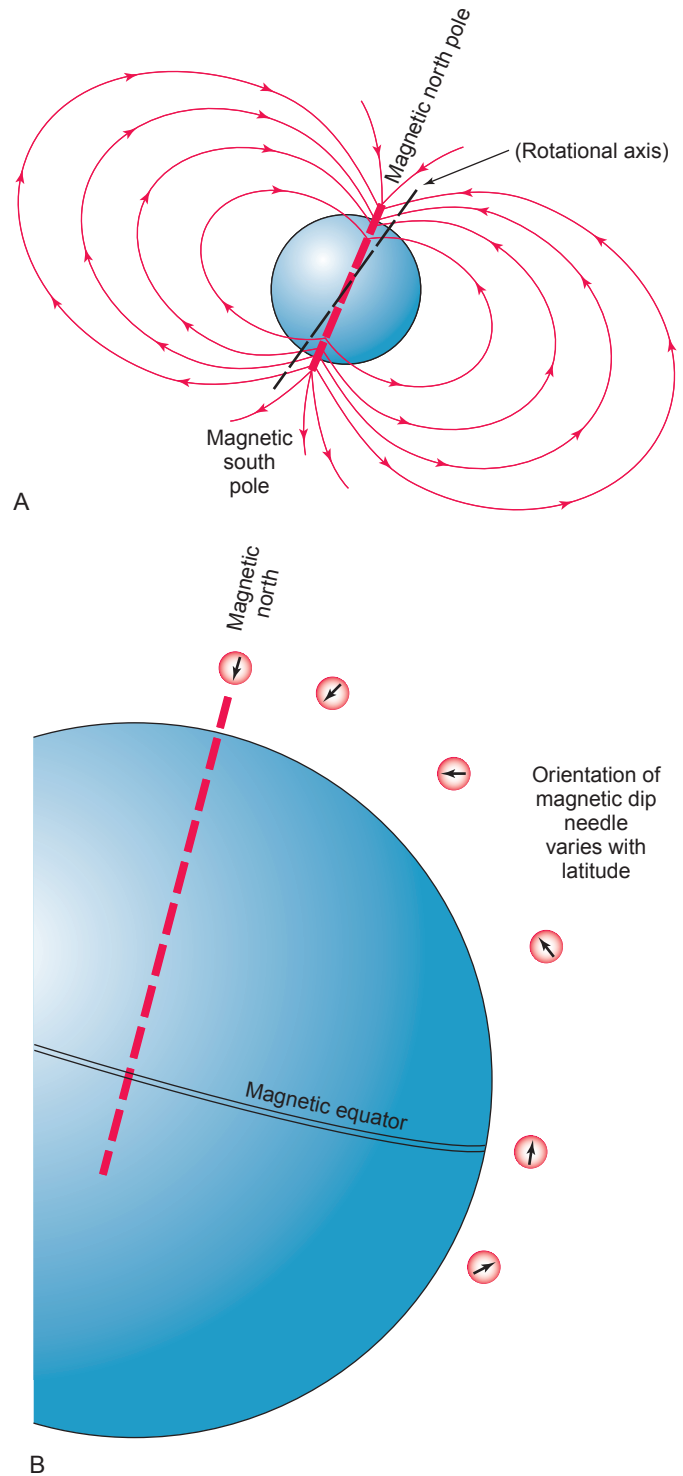 Magnetic north pole
(Rotational axis)
Magnetic
south
pole
A
Magnetic
north
Orientation of
magnetic dip
needle
varies with
latitude
Magnetic equator
B